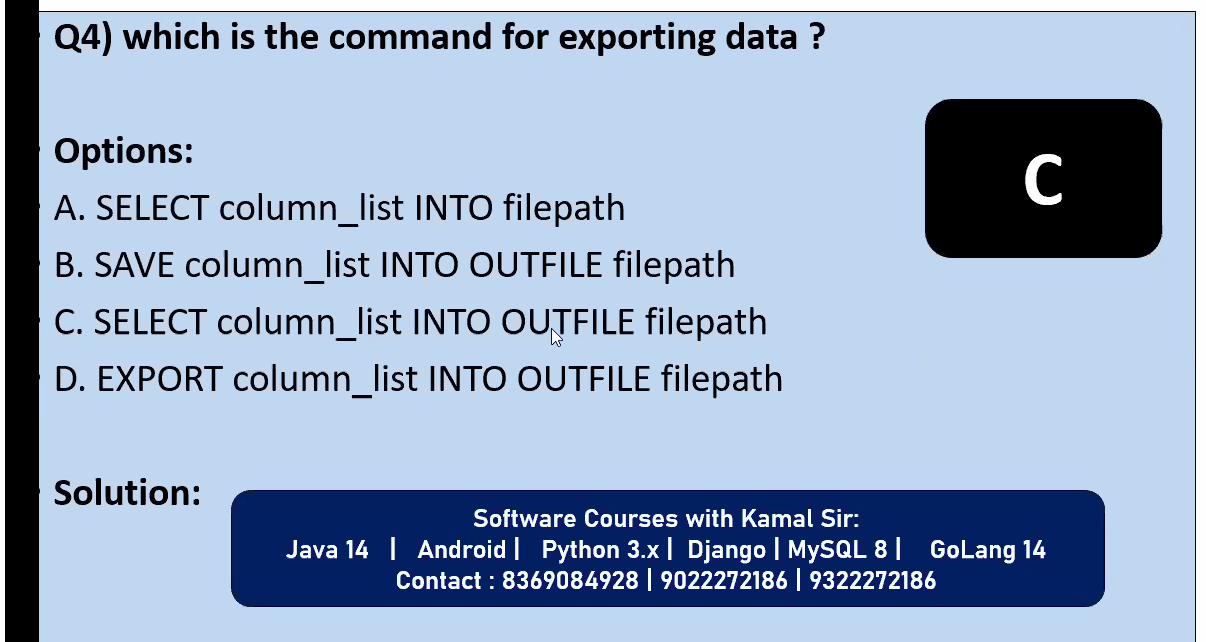 Q4) which is the command for exporting data ?
Options:
C
A. SELECT column_list INTO filepath
B. SAVE column_list INTO OUTFILE filepath
C. SELECT column_list INTO OUTFILE filepath
D. EXPORT column_list INTO OUTFILE filepath
Solution:
Software Courses with Kamal Sir:
Java 14 | Android | Python 3.x | Django | MySQL 8 | GoLang 14
Contact : 8369084928 | 9022272186 | 9322272186